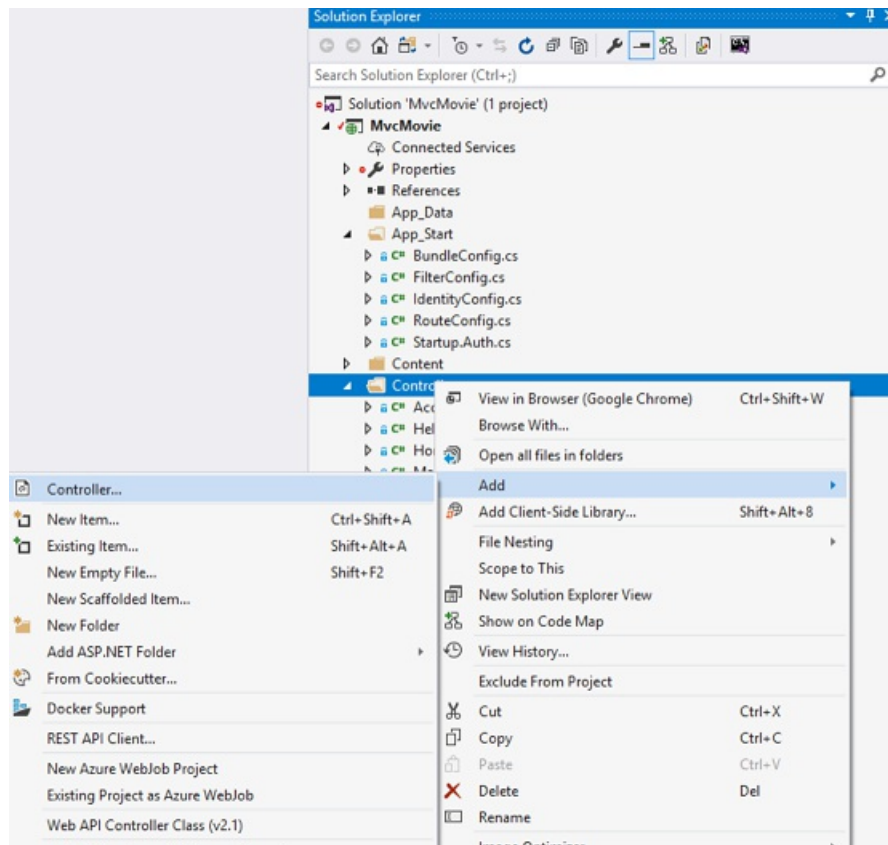 Solution Explorer
Search Solution Explorer (Ctrl+;)
Solution 'MvcMovie' (1 project)
MvcMovie
Connected Services
Properties
References
App_Data
App_Start
C# BundleConfig.cs
C# FilterConfig.cs
C# IdentityConfig.cs
C# RouteConfig.cs
C# Startup.Auth.cs
Content
View in Browser (Google Chrome) Ctrl+Shift+W
Browse With...
Open all files in folders
Add
Add Client-Side Library... Shift+Alt+8
File Nesting
Scope to This
New Solution Explorer View
Show on Code Map
View History...
Exclude From Project
Cut Ctrl+X
Copy Ctrl+C
Paste Ctrl+V
Delete Del
Rename
Controller...
New Item... Ctrl+Shift+A
Existing Item... Shift+Alt+A
New Empty File... Shift+F2
New Scaffolded Item...
New Folder
Add ASP.NET Folder
From Cookiecutter...
Docker Support
REST API Client...
New Azure WebJob Project
Existing Project as Azure WebJob
Web API Controller Class (v2.1)